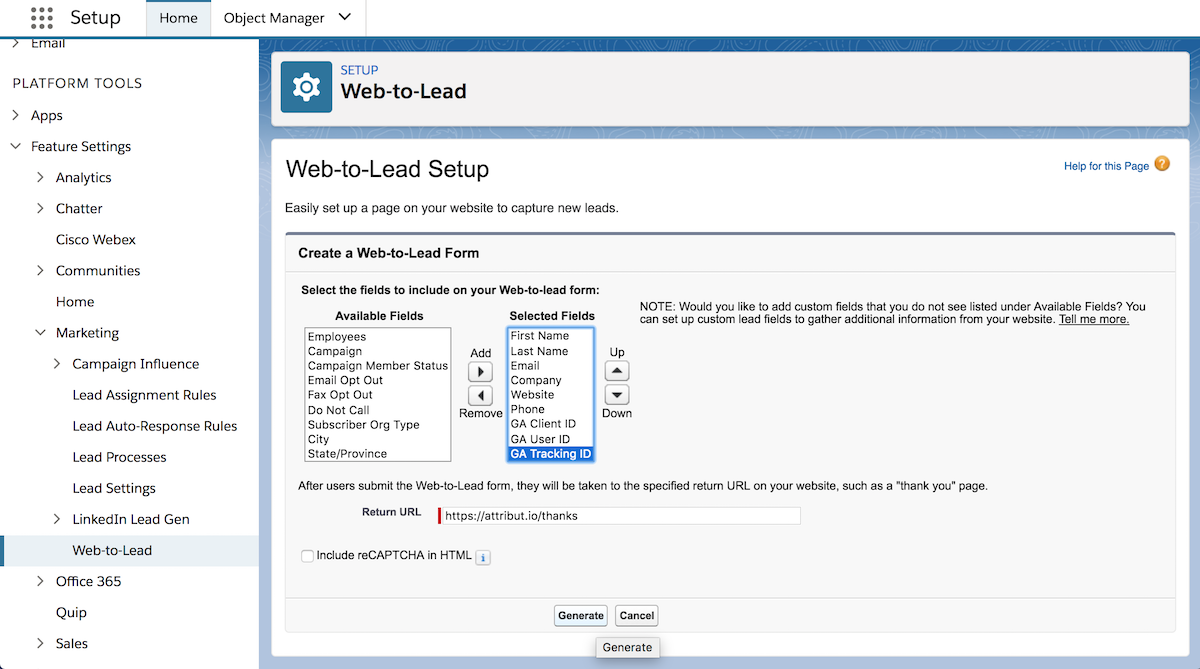 Setup
Home
Object Manager
Email
PLATFORM TOOLS
Apps
Feature Settings
Analytics
Chatter
Cisco Webex
Communities
Home
Marketing
Campaign Influence
Lead Assignment Rules
Lead Auto-Response Rules
Lead Processes
Lead Settings
LinkedIn Lead Gen
Web-to-Lead
Office 365
Quip
Sales
SETUP
Web-to-Lead
Web-to-Lead Setup
Help for this Page ?
Easily set up a page on your website to capture new leads.
Create a Web-to-Lead Form
Select the fields to include on your Web-to-lead form:
Available Fields
Employees
Campaign
Campaign Member Status
Email Opt Out
Fax Opt Out
Do Not Call
Subscriber Org Type
City
State/Province
Add
Remove
Selected Fields
First Name
Last Name
Email
Company
Website
Phone
GA Client ID
GA User ID
GA Tracking ID
Up
Down
NOTE: Would you like to add custom fields that you do not see listed under Available Fields? You
can set up custom lead fields to gather additional information from your website. Tell me more.
After users submit the Web-to-Lead form, they will be taken to the specified return URL on your website, such as a "thank you" page.
Return URL
https://attribut.io/thanks
Include reCAPTCHA in HTML i
Generate
Cancel
Generate